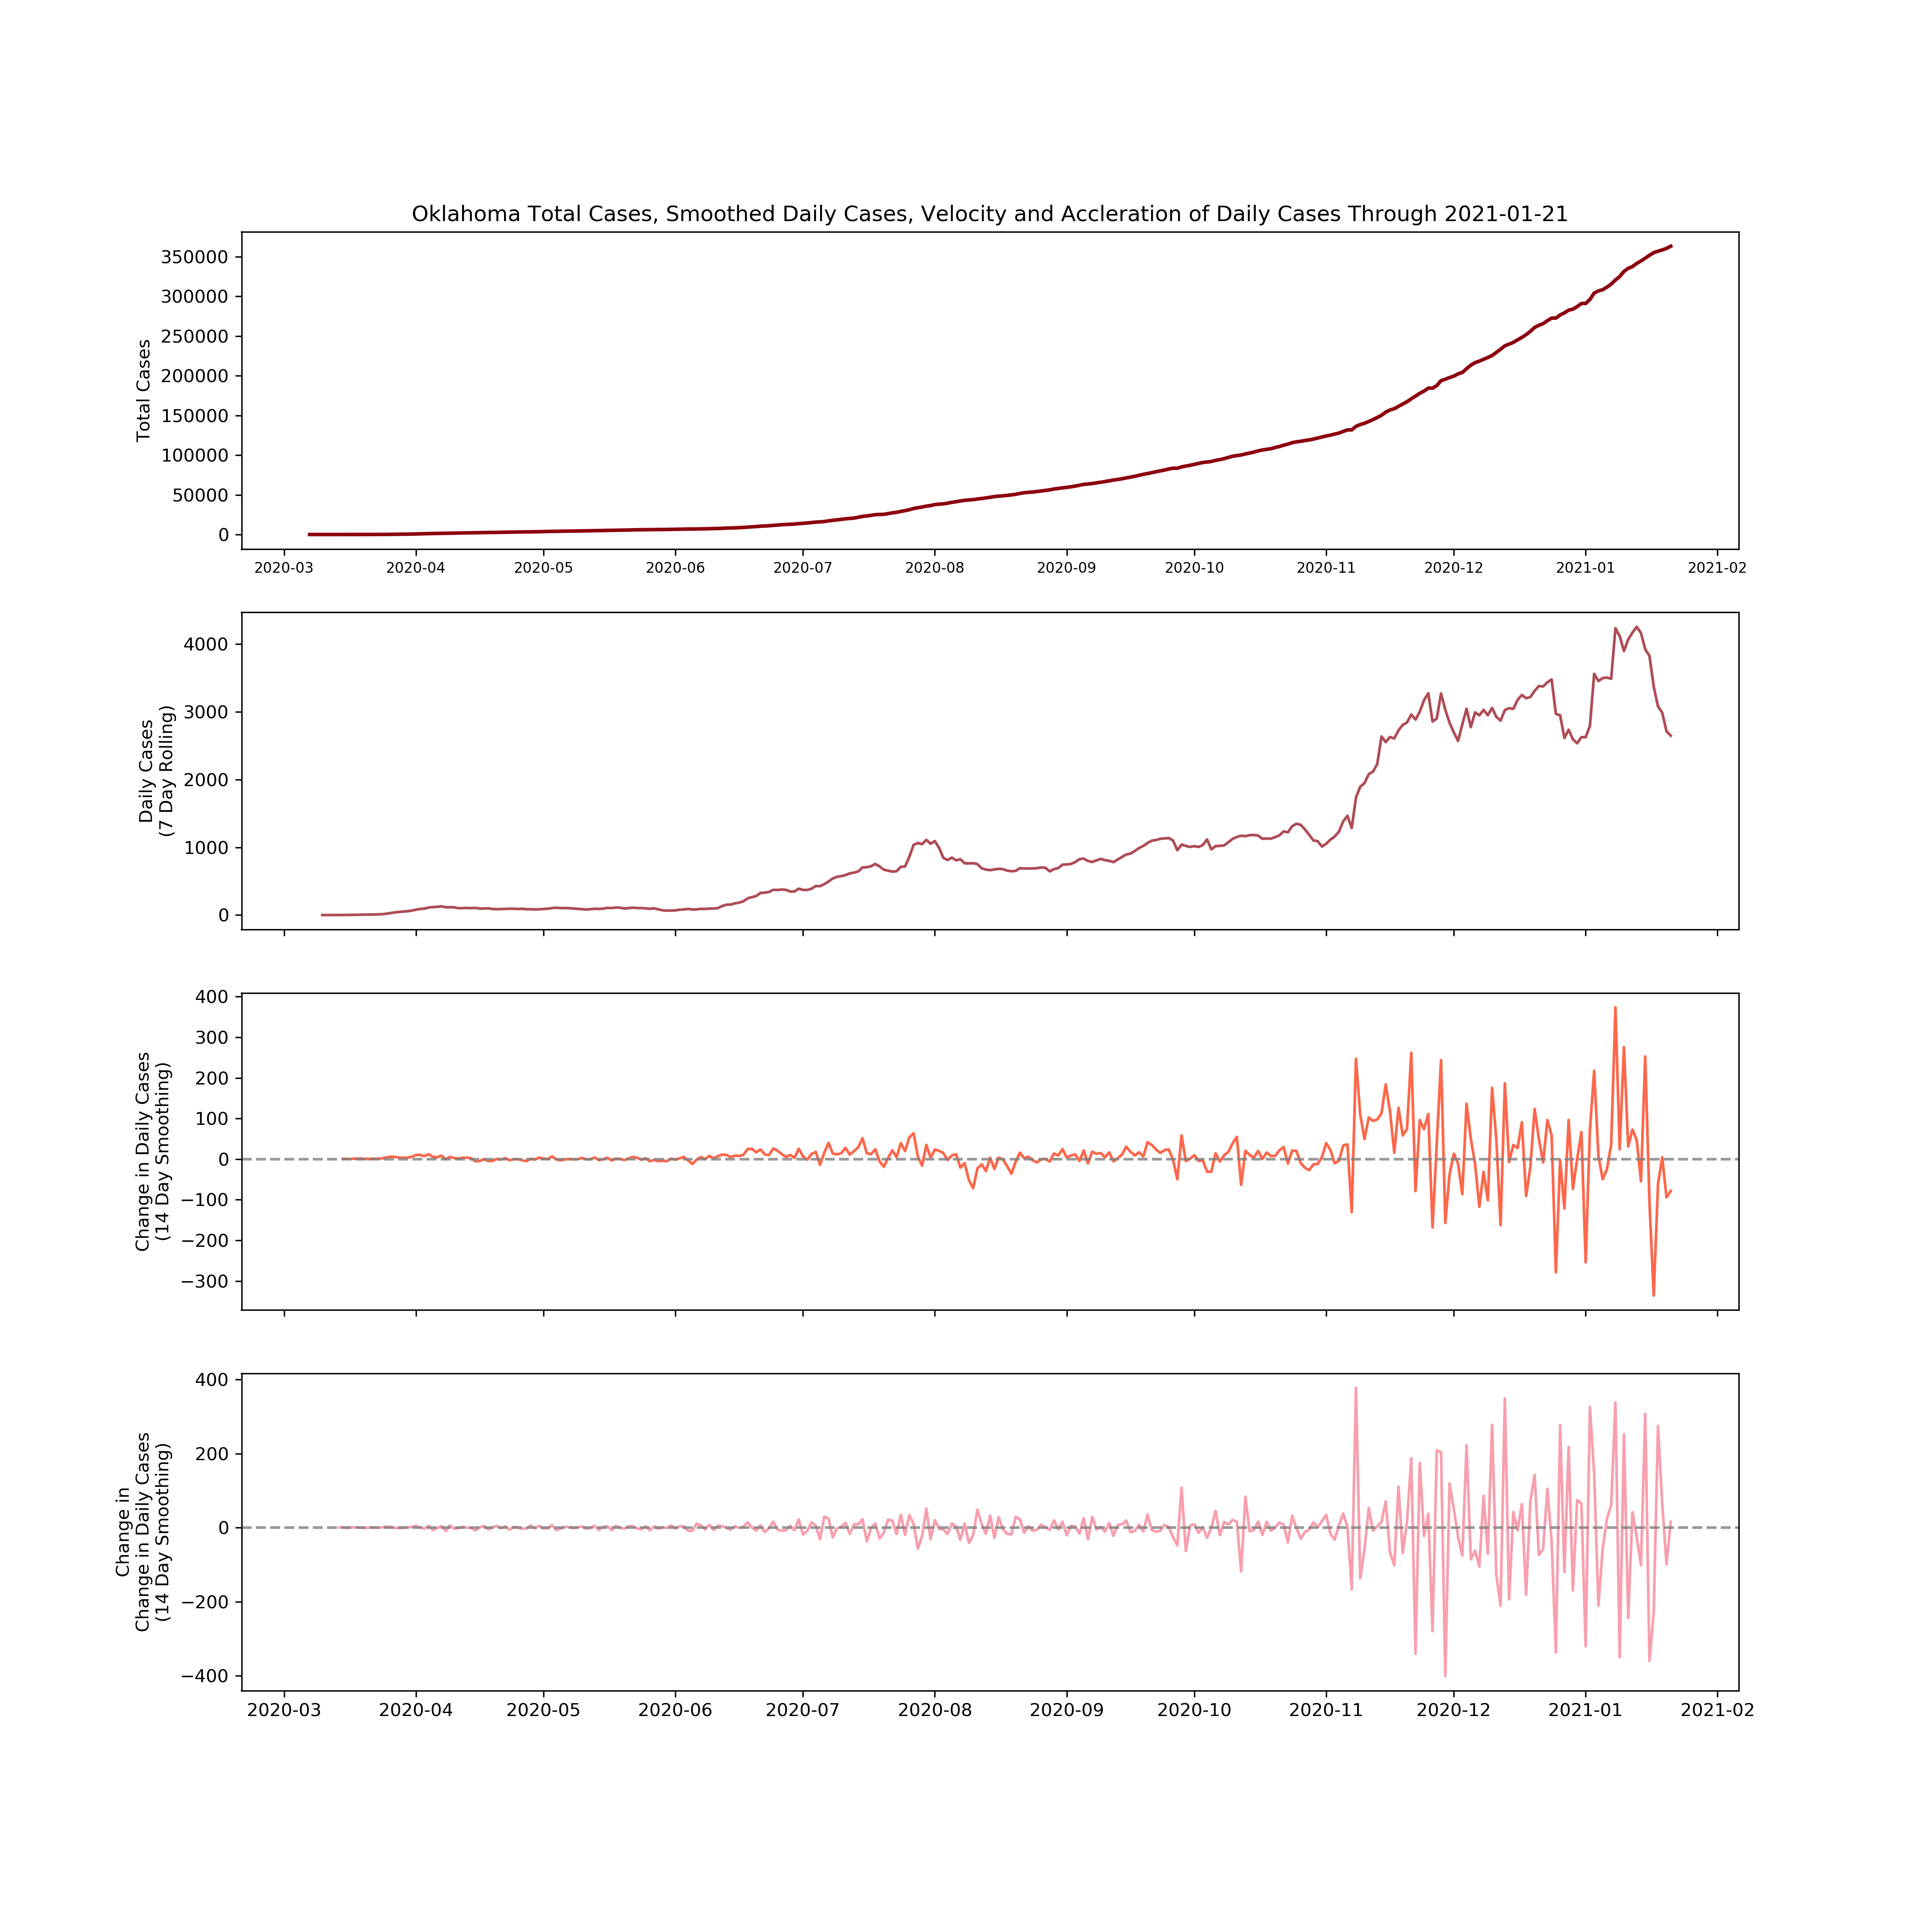 Oklahoma Total Cases, Smoothed Daily Cases, Velocity and Accleration of Daily Cases Through 2021-01-21
Total Cases
350000
300000
250000
200000
150000
100000
50000
0
2020-03 2020-04 2020-05 2020-06 2020-07 2020-08 2020-09 2020-10 2020-11 2020-12 2021-01 2021-02
Daily Cases
(7 Day Rolling)
4000
3000
2000
1000
0
Change in Daily Cases
(14 Day Smoothing)
400
300
200
100
0
−100
−200
−300
Change in
Change in Daily Cases
(14 Day Smoothing)
400
200
0
−200
−400
2020-03 2020-04 2020-05 2020-06 2020-07 2020-08 2020-09 2020-10 2020-11 2020-12 2021-01 2021-02